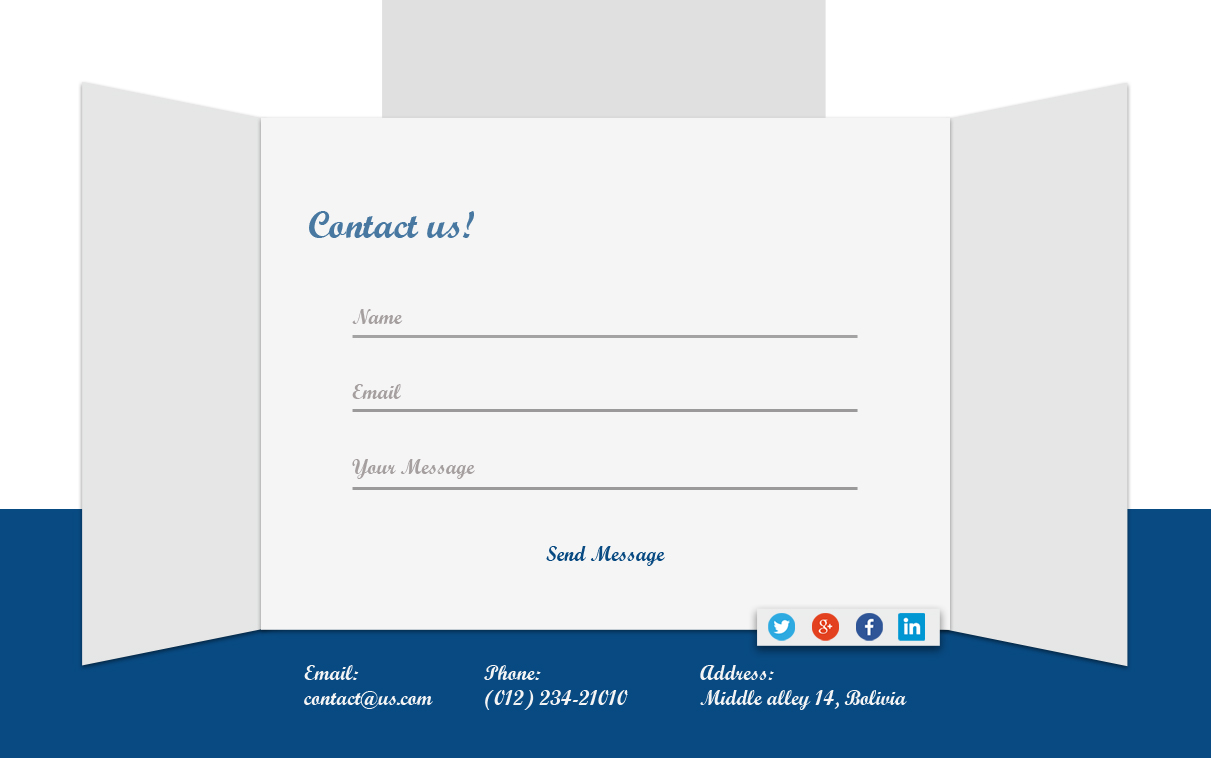 Contact us!
Name
Email
Your Message
Send Message
Email:
contact@us.com
Phone:
(012) 234-21010
Address:
Middle alley 14, Bolivia